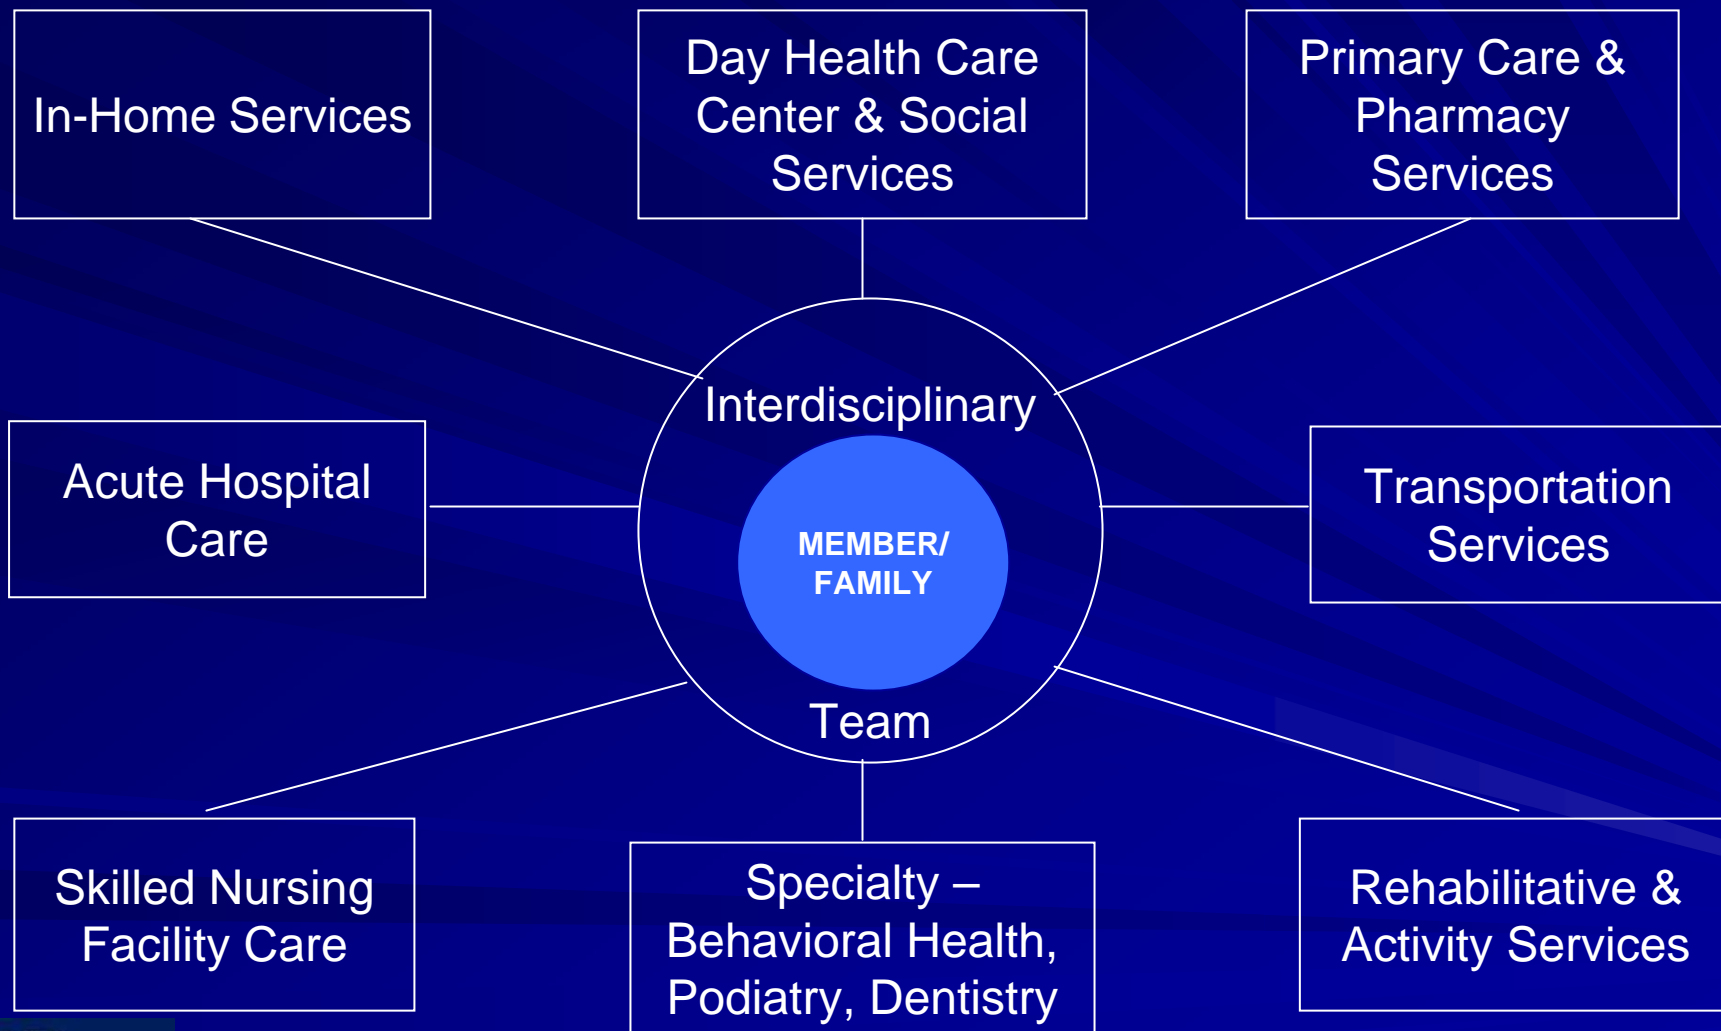 In-Home Services
Day Health Care
Center & Social
Services
Primary Care &
Pharmacy
Services
Interdisciplinary
Acute Hospital
Care
MEMBER/
FAMILY
Transportation
Services
Team
Skilled Nursing
Facility Care
Specialty –
Behavioral Health,
Podiatry, Dentistry
Rehabilitative &
Activity Services